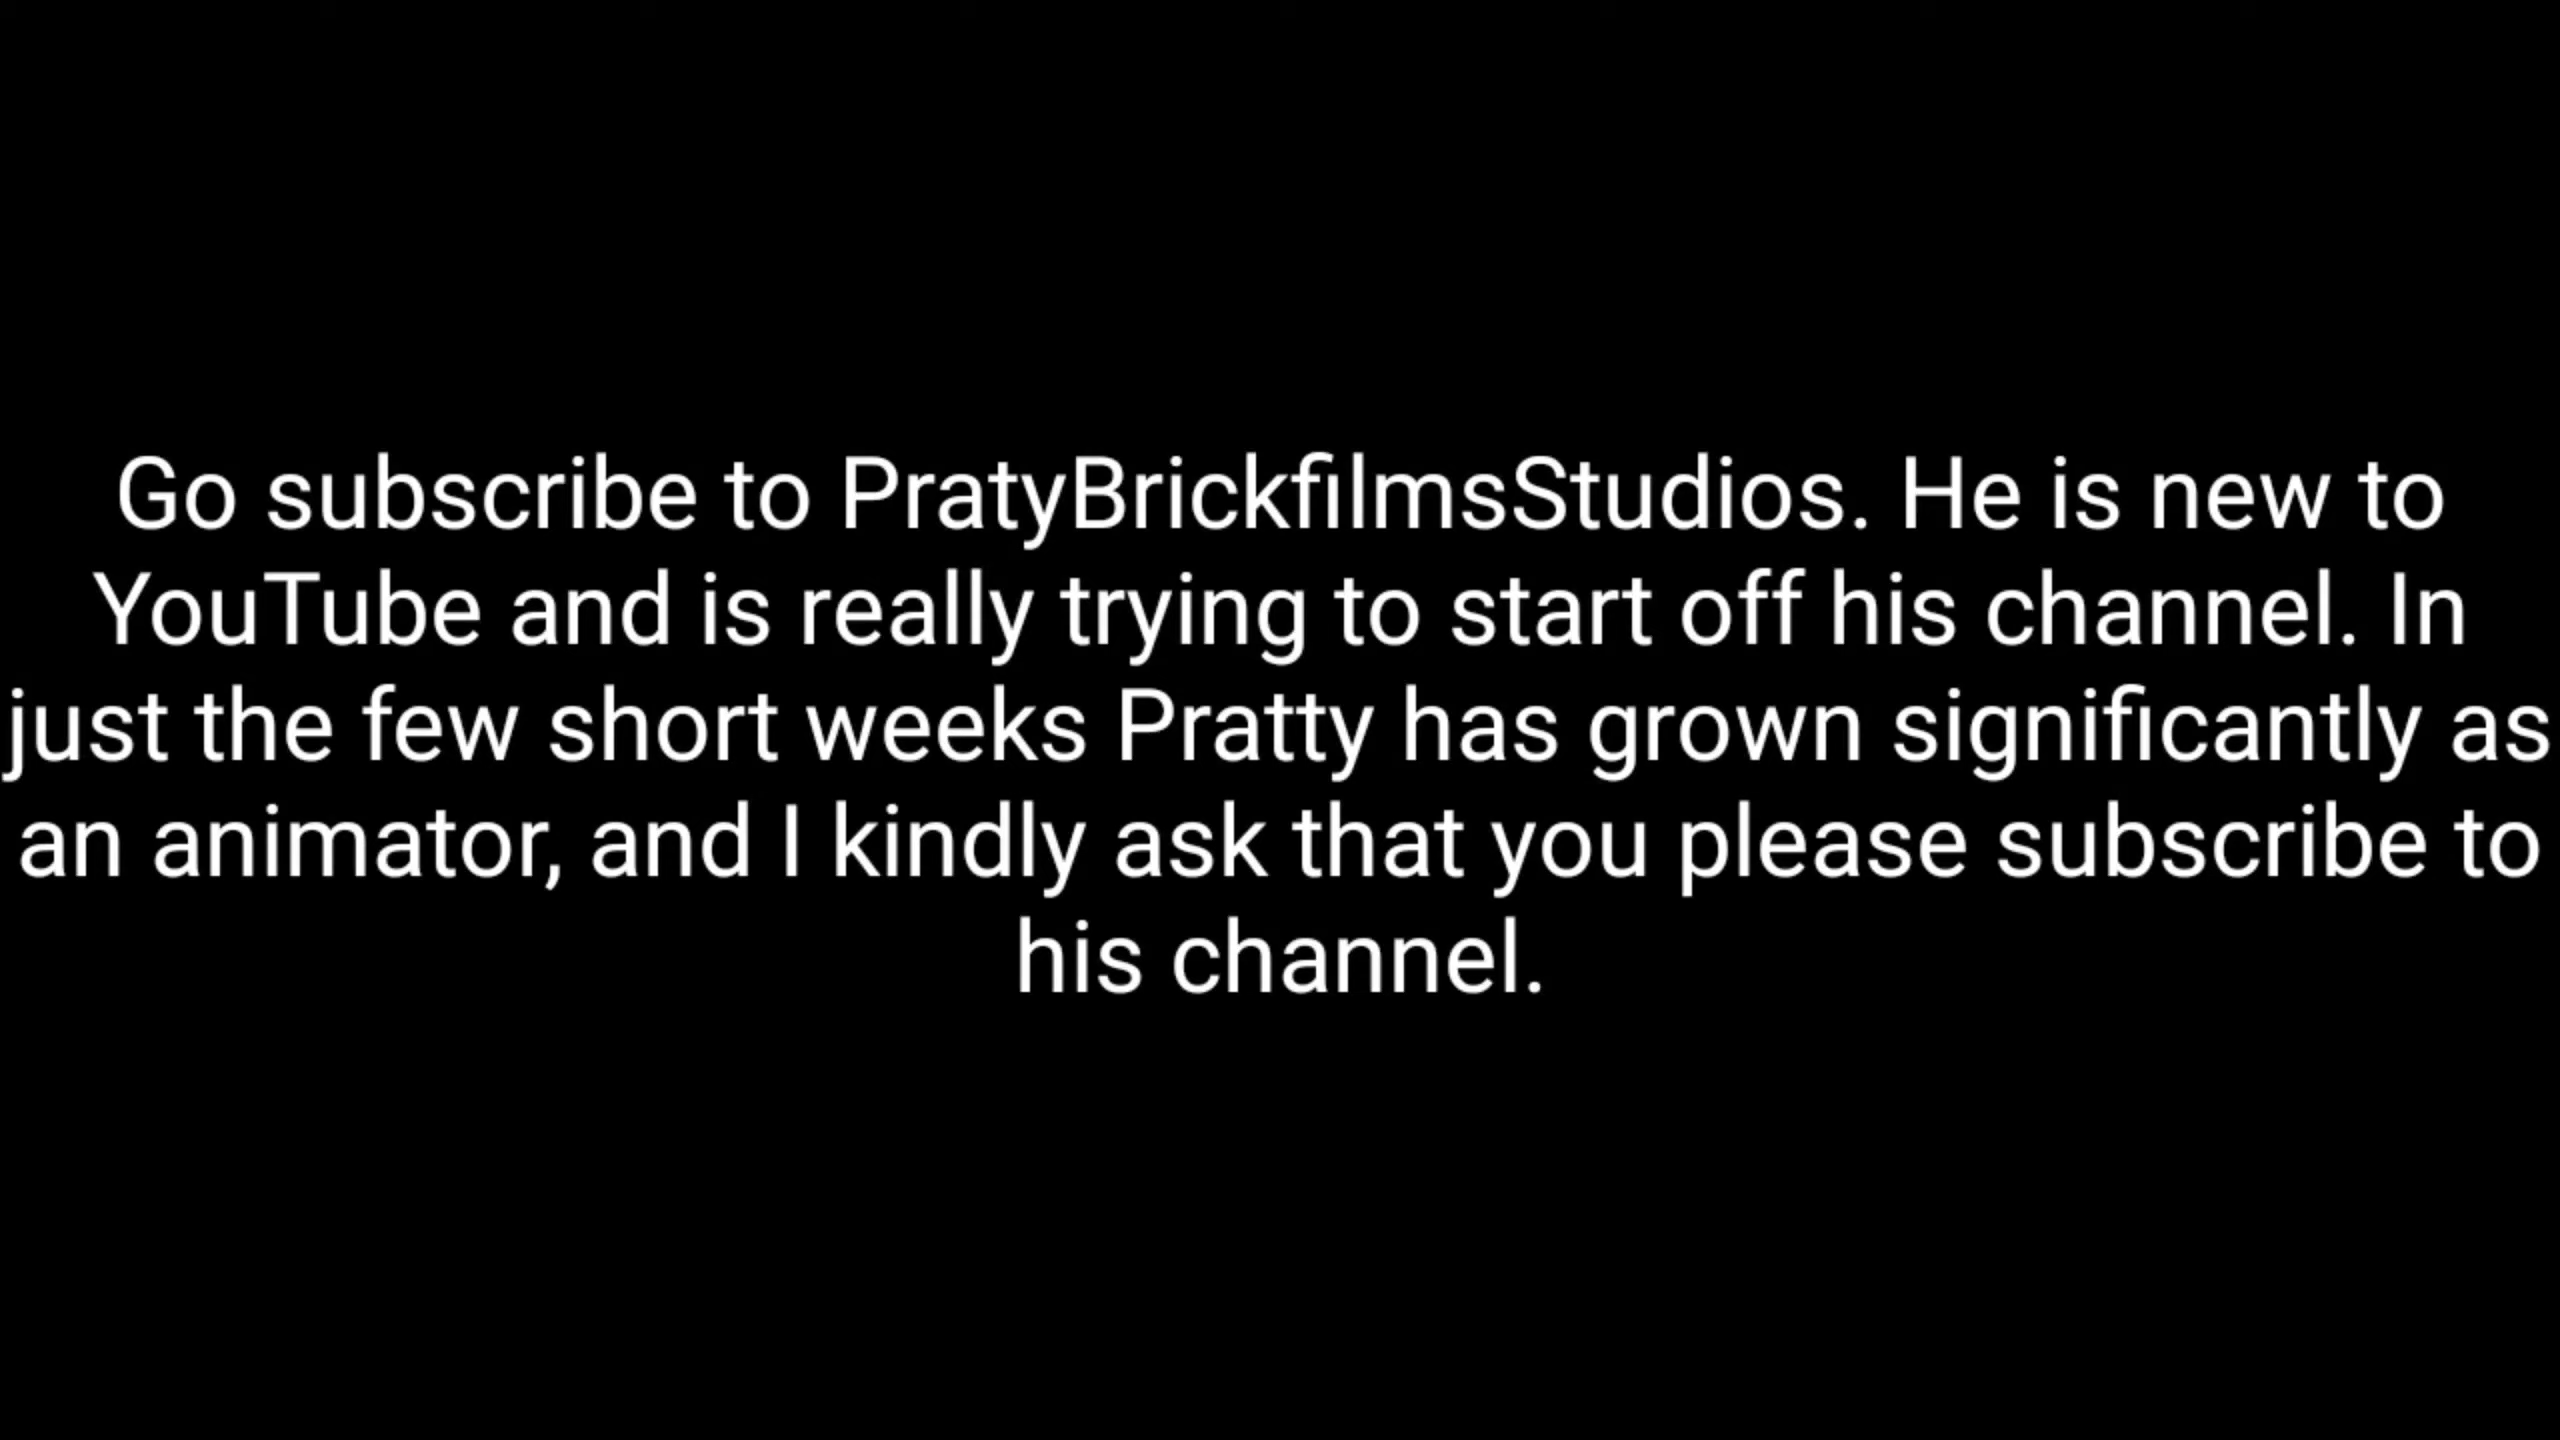 Go subscribe to PratyBrickfilmsStudios. He is new to
YouTube and is really trying to start off his channel. In
just the few short weeks Pratty has grown significantly as
an animator, and I kindly ask that you please subscribe to
his channel.